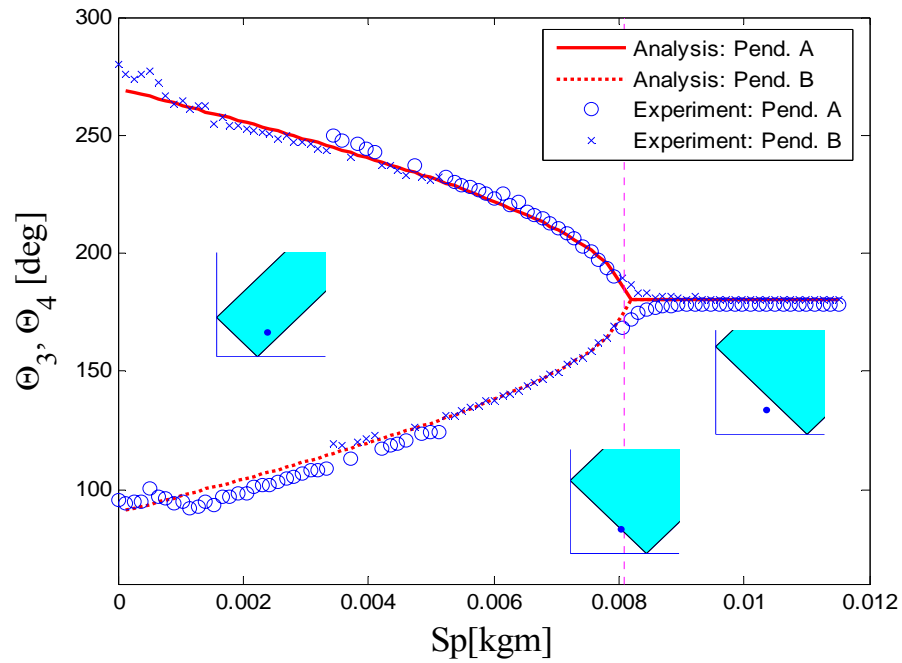 300
250
200
150
100
Θ3, Θ4 [deg]
Analysis: Pend. A
Analysis: Pend. B
Experiment: Pend. A
Experiment: Pend. B
0 0.002 0.004 0.006 0.008 0.01 0.012
Sp[kgm]